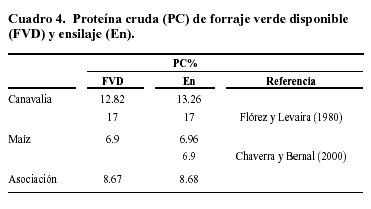 Cuadro 4. Proteína cruda (PC) de forraje verde disponible
(FVD) y ensilaje (En).
PC%
FVD En Referencia
Canavalia 12.82 13.26
17 17 Flórez y Levaira (1980)
Maíz 6.9 6.96
6.9 Chaverra y Bernal (2000)
Asociación 8.67 8.68